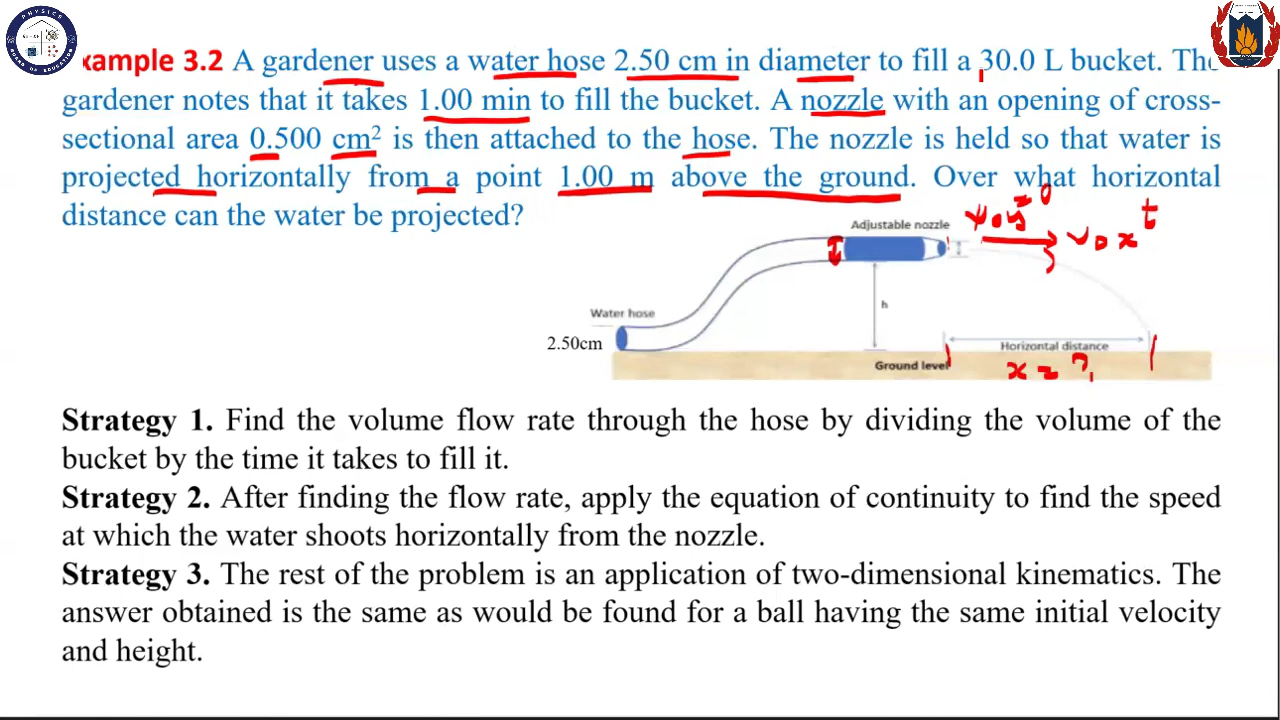 PHYSICS
BOARD OF EDUCATION
xample 3.2 A gardener uses a water hose 2.50 cm in diameter to fill a 30.0 L bucket. The
gardener notes that it takes 1.00 min to fill the bucket. A nozzle with an opening of cross-
sectional area 0.500 cm² is then attached to the hose. The nozzle is held so that water is
projected horizontally from a point 1.00 m above the ground. Over what horizontal
distance can the water be projected?
Adjustable nozzle
v0y = 0
v0x
t
h
Water hose
2.50cm
Horizontal distance
Ground level
x = ?
Strategy 1. Find the volume flow rate through the hose by dividing the volume of the
bucket by the time it takes to fill it.
Strategy 2. After finding the flow rate, apply the equation of continuity to find the speed
at which the water shoots horizontally from the nozzle.
Strategy 3. The rest of the problem is an application of two-dimensional kinematics. The
answer obtained is the same as would be found for a ball having the same initial velocity
and height.